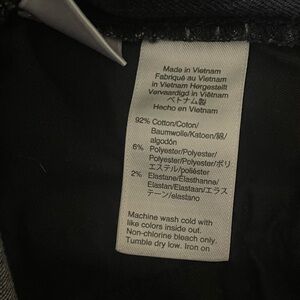 Made in Vietnam
Fabriqué au Vietnam
in Vietnam Hergestellt
Vervaardigd in Viëtnam
ベトナム製
Hecho en Vietnam
92% Cotton/Coton/
Baumwolle/Katoen/綿/
algodón
6% Polyester/Polyester/
Polyester/Polyester/ポリ
エステル/poliéster
2% Elastane/Élasthanne/
Elastan/Elastaan/エラス
テーン/elastano
Machine wash cold with
like colors inside out.
Non-chlorine bleach only.
Tumble dry low. Iron on